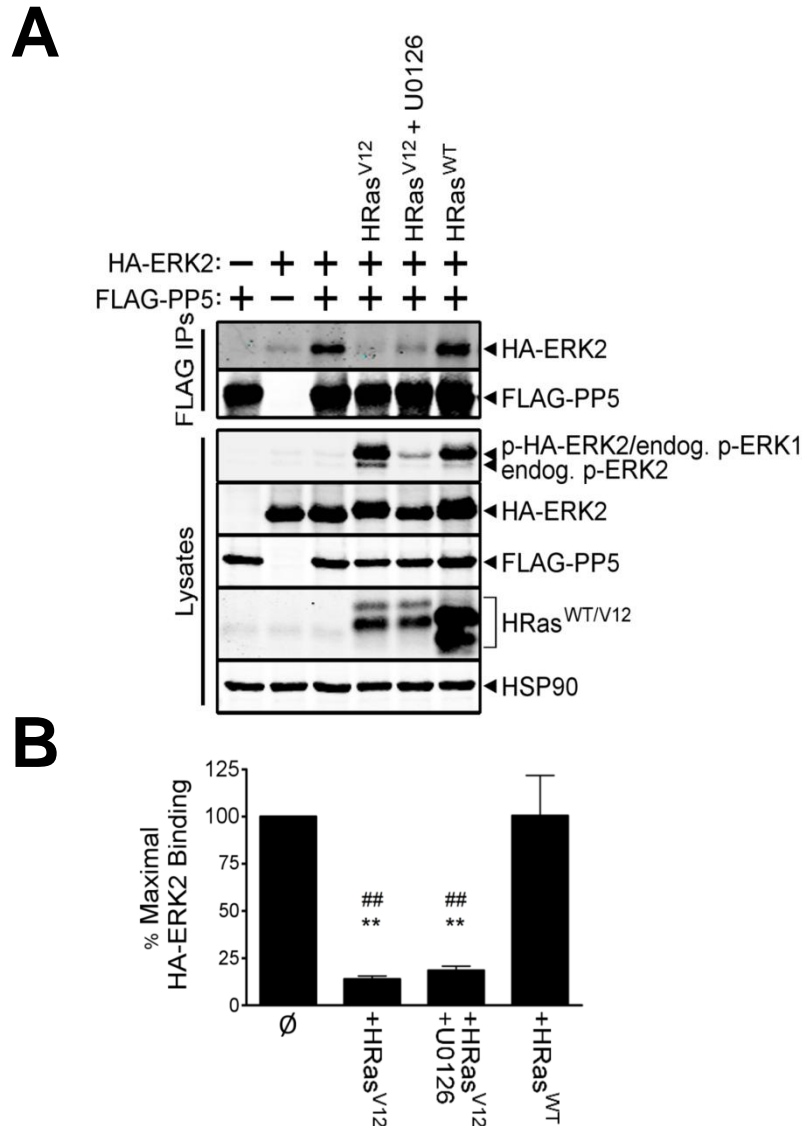 A
HRasV12
HRasV12 + U0126
HRasWT
HA-ERK2: − + + + + +
FLAG-PP5: + − + + + +
FLAG IPs
HA-ERK2
FLAG-PP5
Lysates
p-HA-ERK2/endog. p-ERK1
endog. p-ERK2
HA-ERK2
FLAG-PP5
HRasWT/V12
HSP90
B
% Maximal
HA-ERK2 Binding
125
100
75
50
25
0
## ##
** **
Ø
+HRasV12
+HRasV12
+U0126
+HRasWT